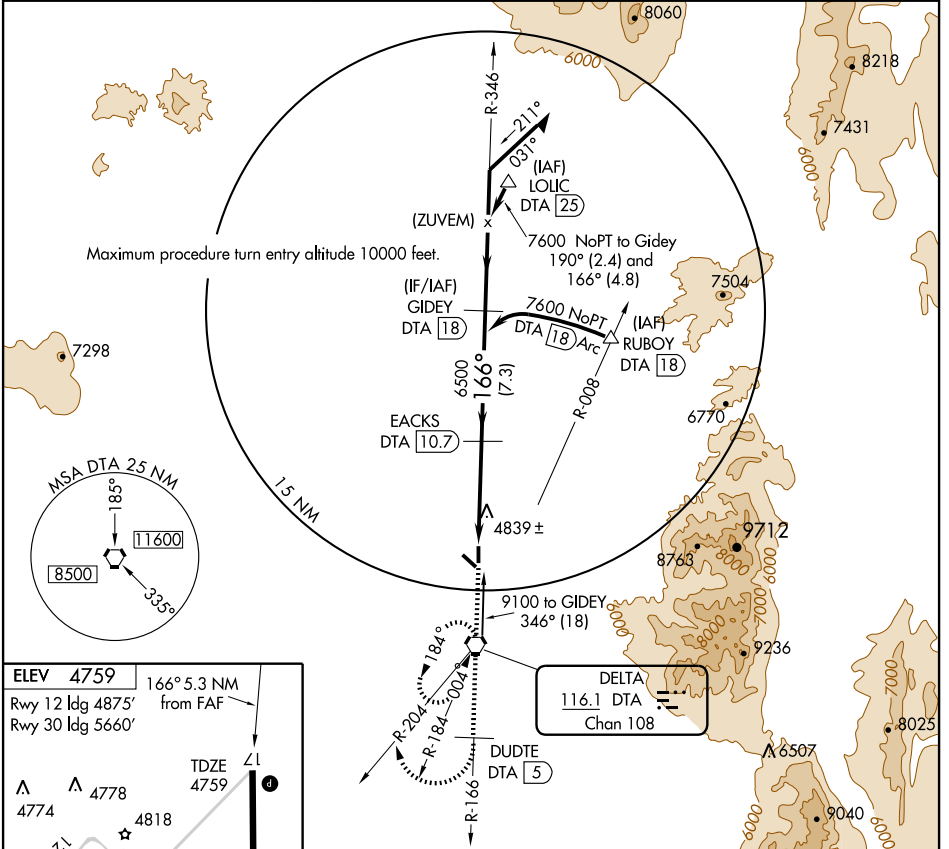 8060
6000
8218
7431
6000
R-346
211°
031°
(IAF)
LOLIC
DTA 25
(ZUVEM) x
7600 NoPT to Gidey
190° (2.4) and
166° (4.8)
Maximum procedure turn entry altitude 10000 feet.
(IF/IAF)
GIDEY
DTA 18
7600 NoPT
DTA 18 Arc
(IAF)
RUBOY
DTA 18
7504
7298
6500
166°
(7.3)
R-008
6770
EACKS
DTA 10.7
15 NM
4839 ±
MSA DTA 25 NM
185°
11600
8500
335°
9712
8763
8000
6000
7000
8000
9236
9100 to GIDEY
346° (18)
184°
004°
R-204
R-184
DELTA
116.1 DTA
Chan 108
DUDTE
DTA 5
R-166
6507
7000
8025
6000
9040
6000
ELEV 4759
Rwy 12 ldg 4875'
Rwy 30 ldg 5660'
166° 5.3 NM
from FAF
17
TDZE
4759
P
4774
4778
4818
12